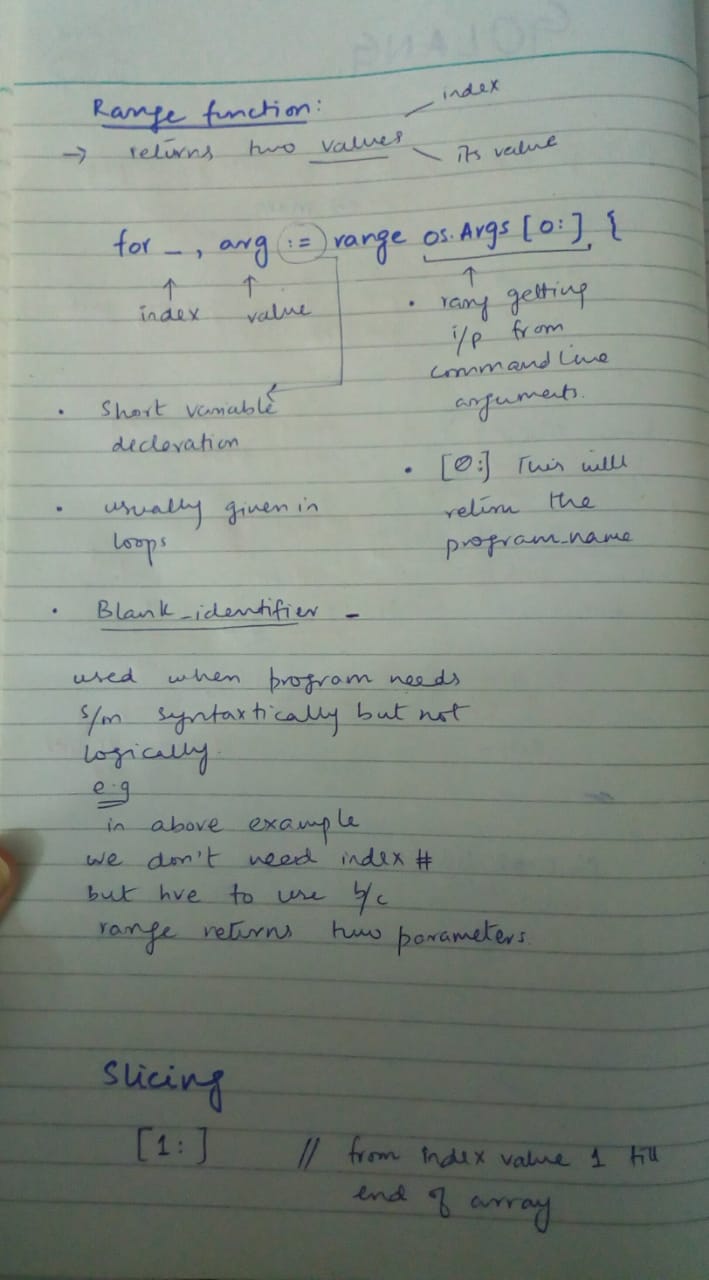 Range function:
index
→ returns two values
its value
for _, arg := range os.Args [0:] {
index value
• rang getting
i/p from
command line
arguments.
• Short variable
decleration
• [0:] This will
return the
program_name
• usually given in
loops
• Blank_identifier _
used when program needs
s/m syntaxtically but not
logically.
e.g
in above example
we don't need index #
but hve to use b/c
range returns two parameters.
Slicing
[1:] // from index value 1 till
end of array